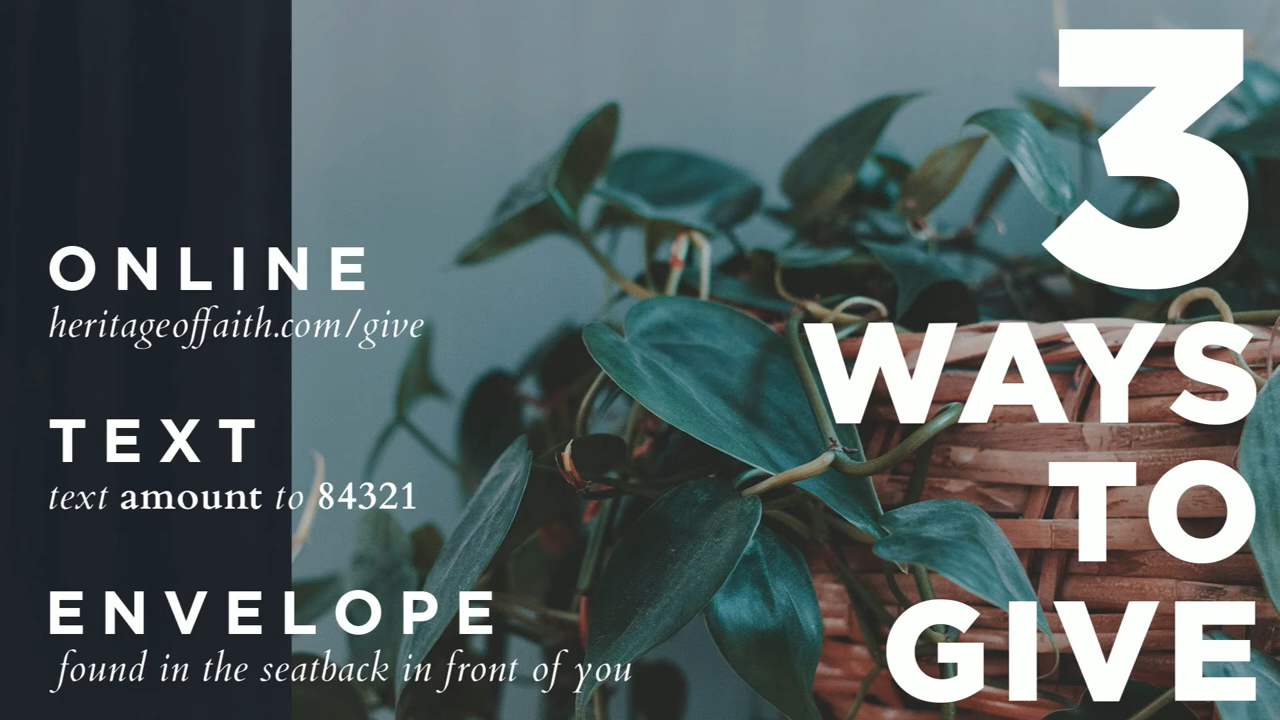 3
WAYS
TO
GIVE
ONLINE
heritageoffaith.com/give
TEXT
text amount to 84321
ENVELOPE
found in the seatback in front of you